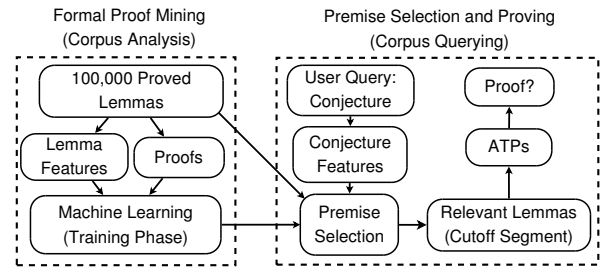 Formal Proof Mining
(Corpus Analysis)
100,000 Proved
Lemmas
Lemma
Features
Proofs
Machine Learning
(Training Phase)
Premise Selection and Proving
(Corpus Querying)
User Query:
Conjecture
Conjecture
Features
Premise
Selection
Proof?
ATPs
Relevant Lemmas
(Cutoff Segment)